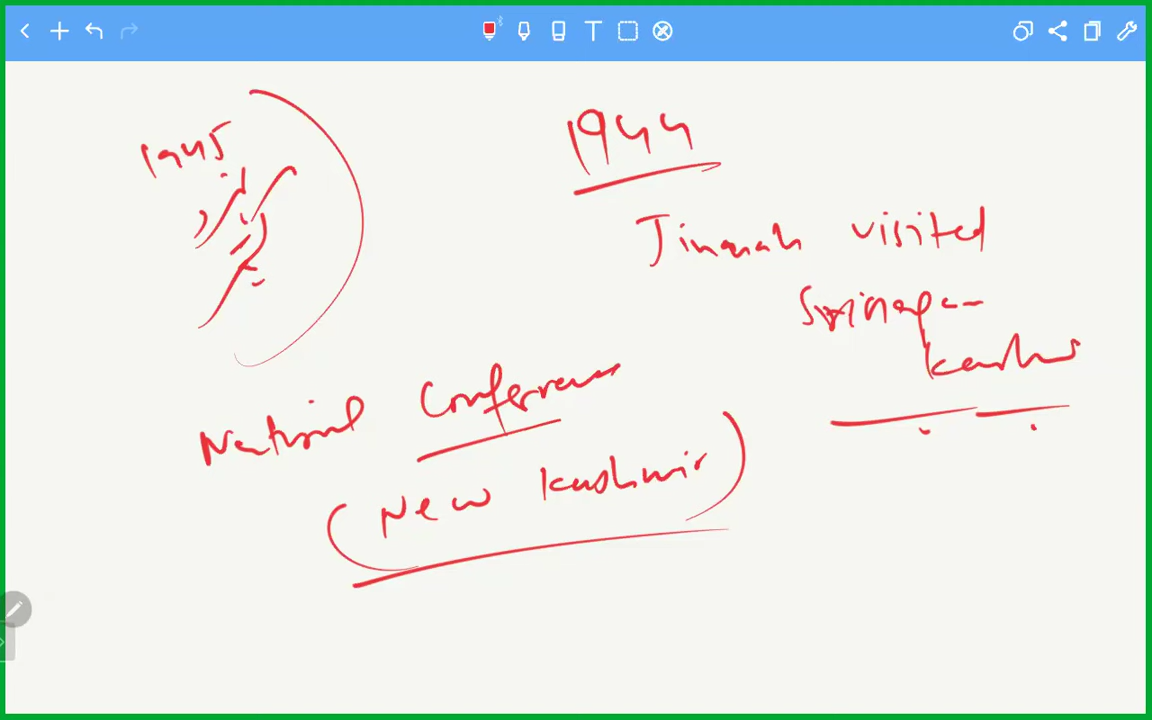 1945
1944
Jinnah visited
Srinagar
Kashmir
National Conference
(New Kashmir)